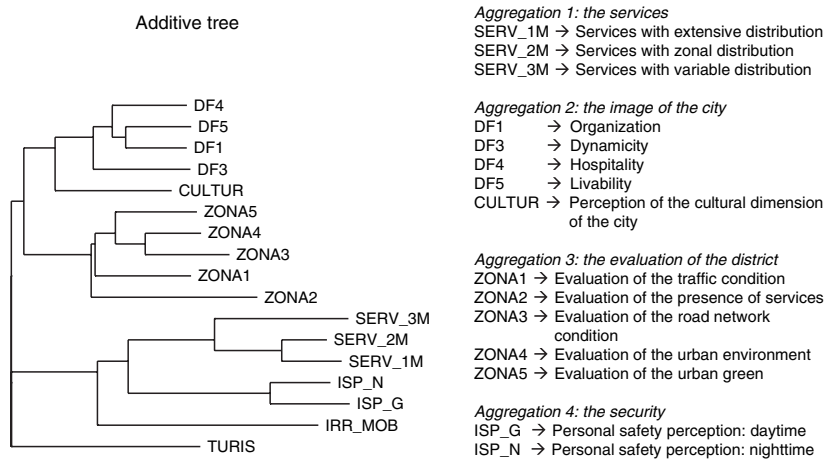 Additive tree
DF4
DF5
DF1
DF3
CULTUR
ZONA5
ZONA4
ZONA3
ZONA1
ZONA2
SERV_3M
SERV_2M
SERV_1M
ISP_N
ISP_G
IRR_MOB
TURIS
Aggregation 1: the services
SERV_1M → Services with extensive distribution
SERV_2M → Services with zonal distribution
SERV_3M → Services with variable distribution
Aggregation 2: the image of the city
DF1 → Organization
DF3 → Dynamicity
DF4 → Hospitality
DF5 → Livability
CULTUR → Perception of the cultural dimension
of the city
Aggregation 3: the evaluation of the district
ZONA1 → Evaluation of the traffic condition
ZONA2 → Evaluation of the presence of services
ZONA3 → Evaluation of the road network
condition
ZONA4 → Evaluation of the urban environment
ZONA5 → Evaluation of the urban green
Aggregation 4: the security
ISP_G → Personal safety perception: daytime
ISP_N → Personal safety perception: nighttime